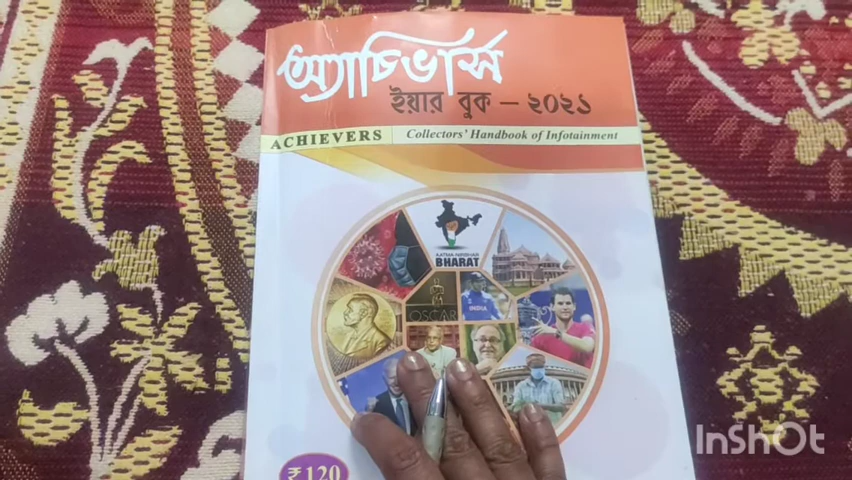 অ্যাচিভার্স
ইয়ার বুক – ২০২১
ACHIEVERS Collectors' Handbook of Infotainment
BHARAT
OSCAR
INDIA
₹ 120
InShOt